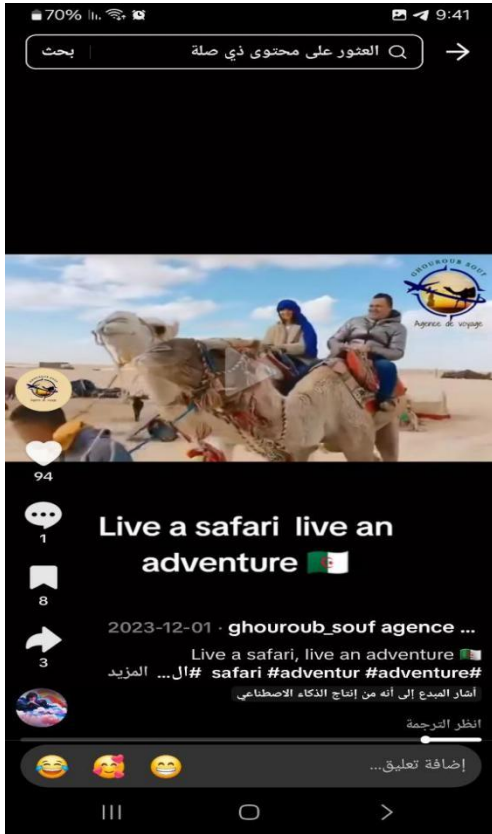 70% 9:41
العثور على محتوى ذي صلة | بحث
GHOUROUB SOUF
Agence de voyage
94
1
8
3
Live a safari live an
adventure 🇩🇿
2023-12-01 · ghouroub_souf agence ...
Live a safari, live an adventure 🇩🇿
#safari #adventur #adventure #ال... المزيد
أشار المبدع إلى أنه من إنتاج الذكاء الاصطناعي
انظر الترجمة
إضافة تعليق...